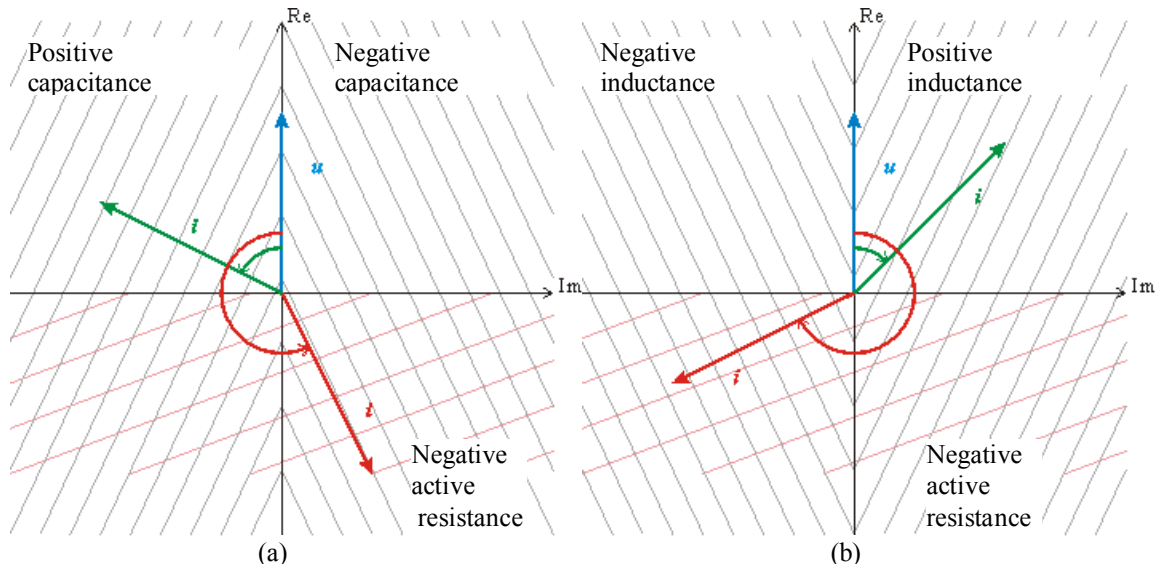 Re
Positive
capacitance
Negative
capacitance
u
i
Im
i
Negative
active
resistance
(a)
Re
Negative
inductance
Positive
inductance
u
i
Im
i
Negative
active
resistance
(b)